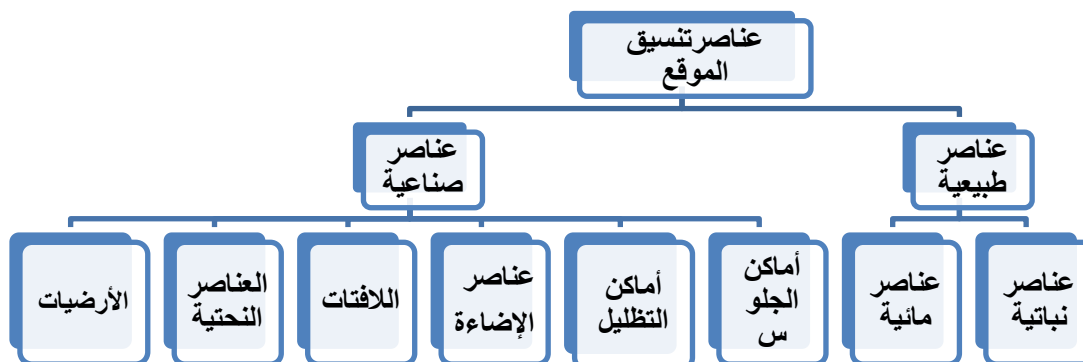 عناصرتنسيق
الموقع
عناصر
طبيعية
عناصر
صناعية
عناصر
نباتية
عناصر
مائية
أماكن
الجلو
س
أماكن
التظليل
عناصر
الإضاءة
اللافتات
العناصر
النحتية
الأرضيات